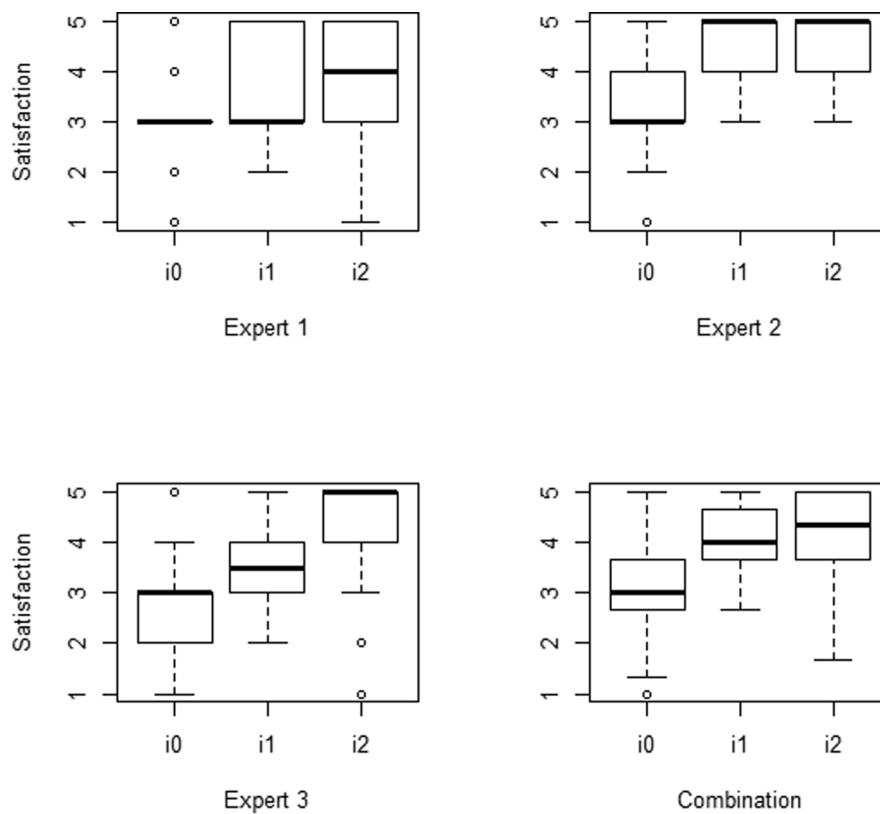 Satisfaction
5
4
3
2
1
i0 i1 i2
Expert 1
5
4
3
2
1
i0 i1 i2
Expert 2
Satisfaction
5
4
3
2
1
i0 i1 i2
Expert 3
5
4
3
2
1
i0 i1 i2
Combination